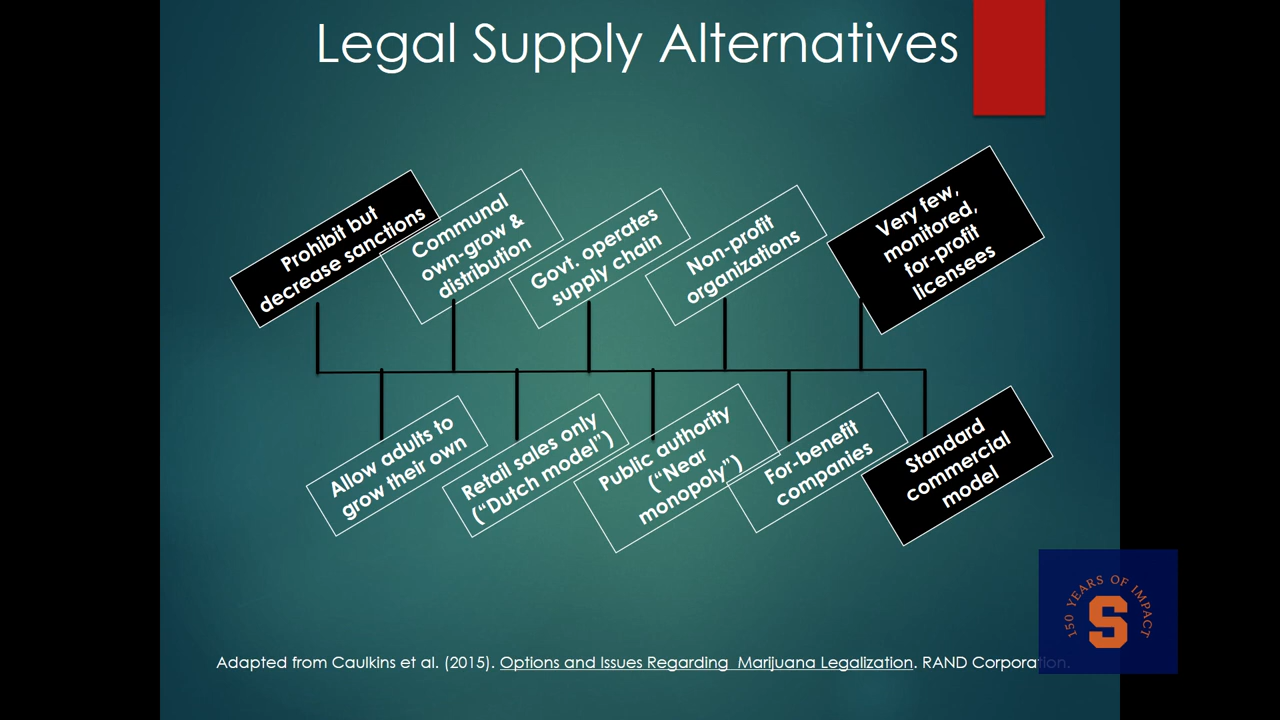 Legal Supply Alternatives
Prohibit but
decrease sanctions
Communal
own-grow &
distribution
Govt. operates
supply chain
Non-profit
organizations
Very few,
monitored,
for-profit
licensees
Allow adults to
grow their own
Retail sales only
(“Dutch model”)
Public authority
(“Near
monopoly”)
For-benefit
companies
Standard
commercial
model
150 YEARS OF IMPACT
S
Adapted from Caulkins et al. (2015). Options and Issues Regarding Marijuana Legalization. RAND Corporation.